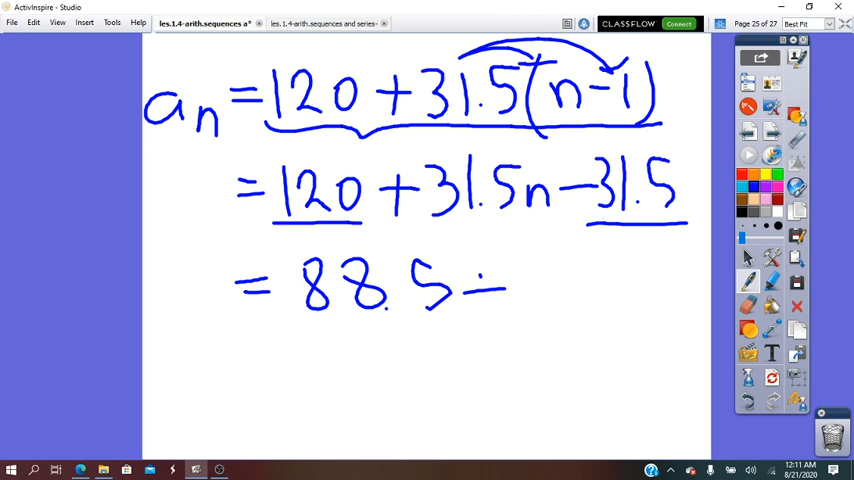 ActivInspire - Studio
File Edit View Insert Tools Help
les.1.4-arith.sequences a* les.1.4-arith.sequences and series- CLASSFLOW Connect Page 25 of 27 Best Fit
aₙ = 120 + 31.5(n - 1)
= 120 + 31.5n - 31.5
= 88.5 -
12:11 AM
8/21/2020